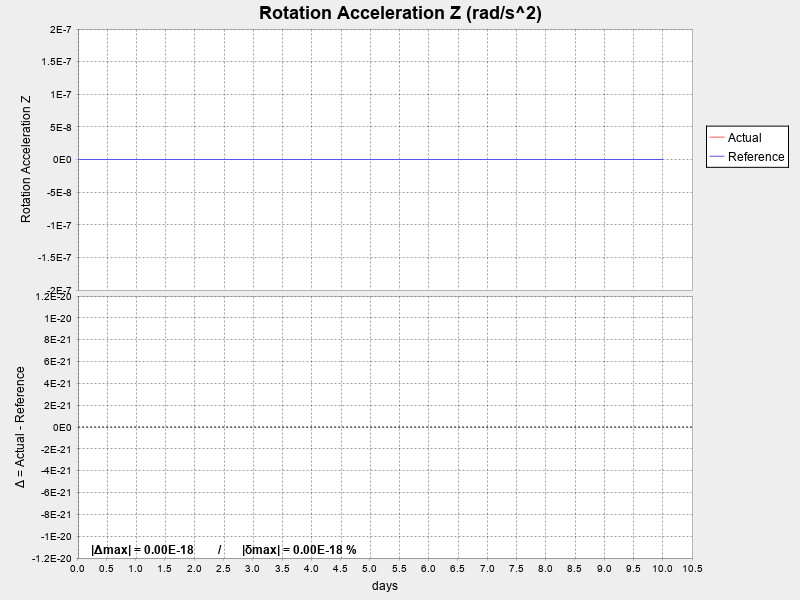 Rotation Acceleration Z (rad/s^2)
2E-7
1.5E-7
1E-7
5E-8
0E0
-5E-8
-1E-7
-1.5E-7
-2E-7
Rotation Acceleration Z
Actual
Reference
1.2E-20
1E-20
8E-21
6E-21
4E-21
2E-21
0E0
-2E-21
-4E-21
-6E-21
-8E-21
-1E-20
-1.2E-20
Δ = Actual - Reference
|Δmax| = 0.00E-18 / |δmax| = 0.00E-18 %
0.0 0.5 1.0 1.5 2.0 2.5 3.0 3.5 4.0 4.5 5.0 5.5 6.0 6.5 7.0 7.5 8.0 8.5 9.0 9.5 10.0 10.5
days